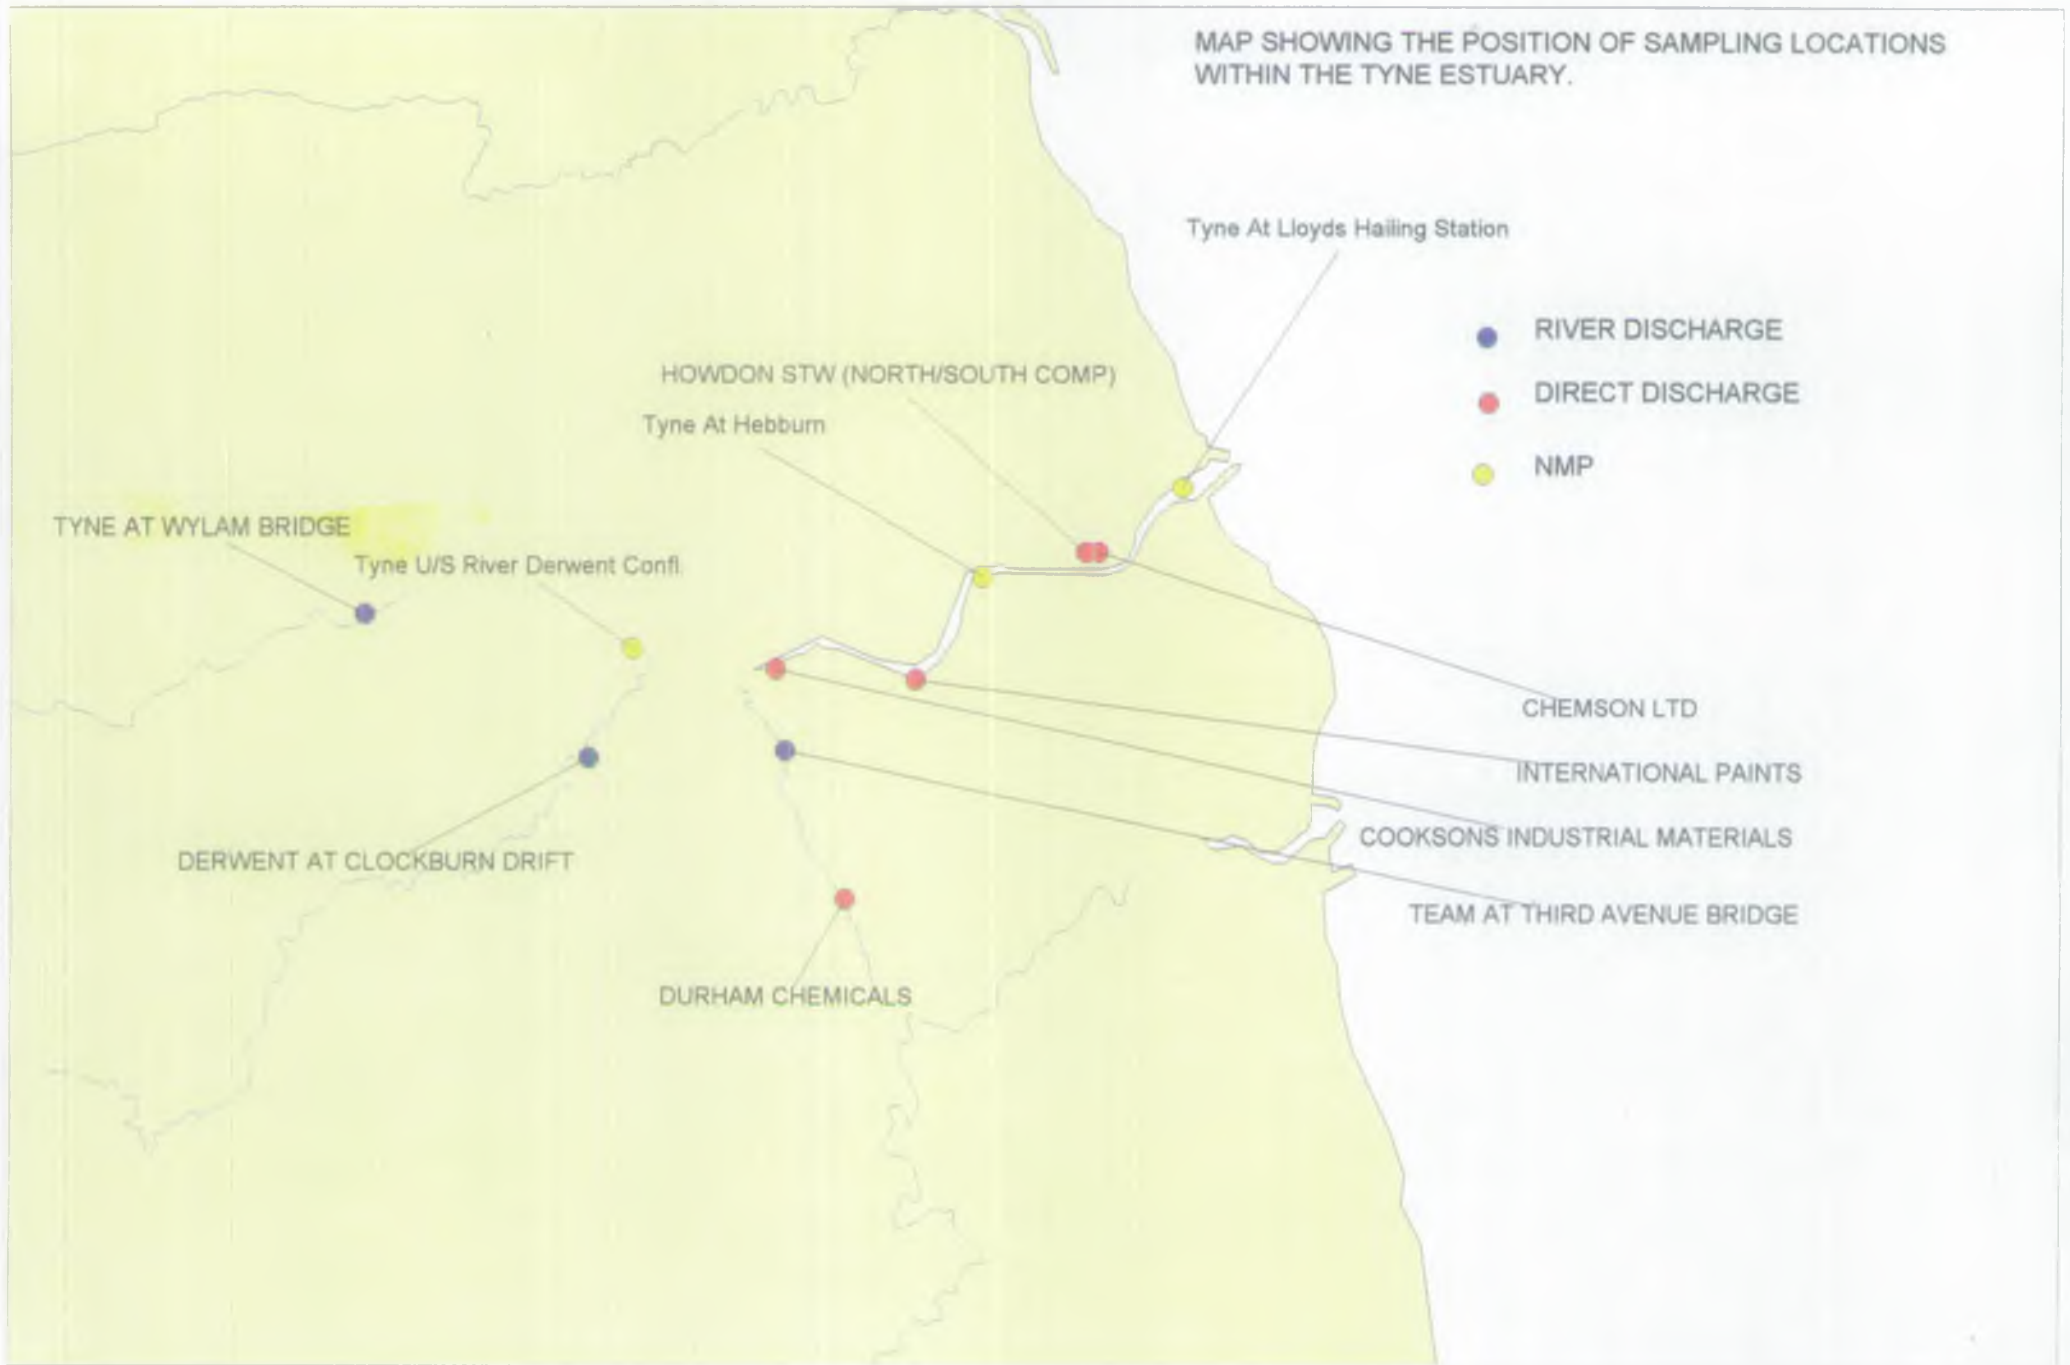 MAP SHOWING THE POSITION OF SAMPLING LOCATIONS
WITHIN THE TYNE ESTUARY.
Tyne At Lloyds Hailing Station
RIVER DISCHARGE
DIRECT DISCHARGE
NMP
HOWDON STW (NORTH/SOUTH COMP)
Tyne At Hebburn
TYNE AT WYLAM BRIDGE
Tyne U/S River Derwent Confl.
CHEMSON LTD
INTERNATIONAL PAINTS
COOKSONS INDUSTRIAL MATERIALS
DERWENT AT CLOCKBURN DRIFT
TEAM AT THIRD AVENUE BRIDGE
DURHAM CHEMICALS